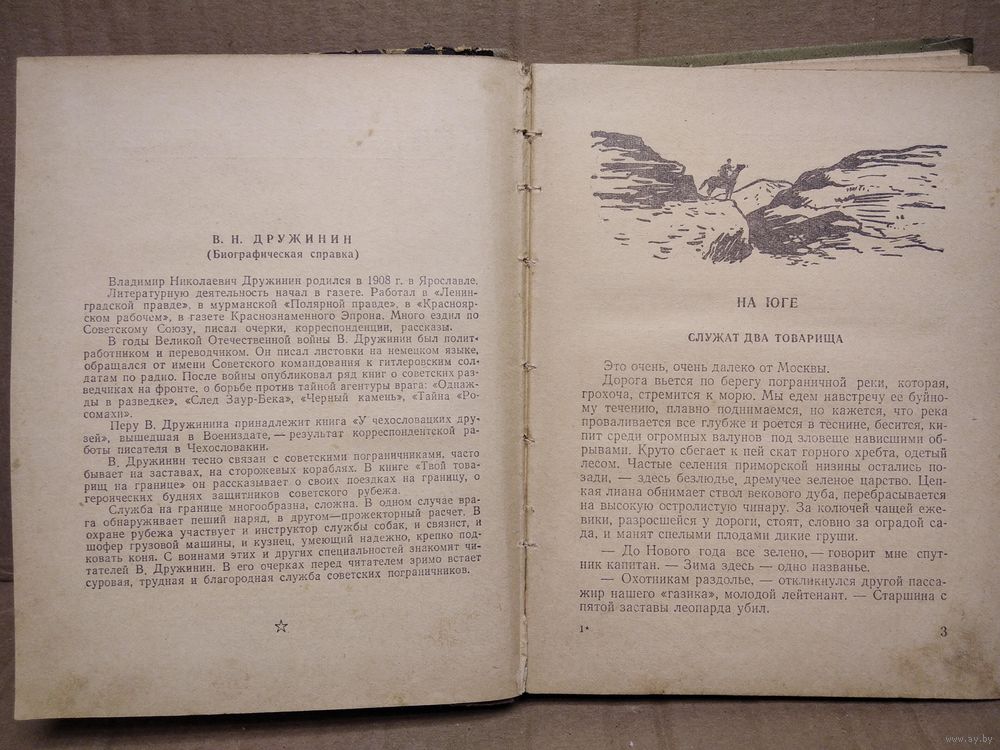 В. Н. ДРУЖИНИН
(Биографическая справка)
Владимир Николаевич Дружинин родился в 1908 г. в Ярославле.
Литературную деятельность начал в газете. Работал в «Ленин-
градской правде», в мурманской «Полярной правде», в «Краснояр-
ском рабочем», в газете Краснознаменного Эпрона. Много ездил по
Советскому Союзу, писал очерки, корреспонденции, рассказы.
В годы Великой Отечественной войны В. Дружинин был полит-
работником и переводчиком. Он писал листовки на немецком языке,
обращался от имени Советского командования к гитлеровским сол-
датам по радио. После войны опубликовал ряд книг о советских раз-
ведчиках на фронте, о борьбе против тайной агентуры врага: «Однаж-
ды в разведке», «След Заур-Бека», «Черный камень», «Тайна «Ро-
сомахи».
Перу В. Дружинина принадлежит книга «У чехословацких дру-
зей», вышедшая в Воениздате, — результат корреспондентской ра-
боты писателя в Чехословакии.
В. Дружинин тесно связан с советскими пограничниками, часто
бывает на заставах, на сторожевых кораблях. В книге «Твой това-
рищ на границе» он рассказывает о своих поездках на границу, о
героических буднях защитников советского рубежа.
Служба на границе многообразна, сложна. В одном случае вра-
га обнаруживает пеший наряд, в другом—прожекторный расчет. В
охране рубежа участвует и инструктор службы собак, и связист, и
шофер грузовой машины, и кузнец, умеющий надежно, крепко под-
ковать коня. С воинами этих и других специальностей знакомит чи-
тателей В. Дружинин. В его очерках перед читателем зримо встает
суровая, трудная и благородная служба советских пограничников.
НА ЮГЕ
СЛУЖАТ ДВА ТОВАРИЩА
Это очень, очень далеко от Москвы.
Дорога вьется по берегу пограничной реки, которая,
грохоча, стремится к морю. Мы едем навстречу ее буйно-
му течению, плавно поднимаемся, но кажется, что река
проваливается все глубже и роется в теснине, бесится, ки-
пит среди огромных валунов под зловеще нависшими об-
рывами. Круто сбегает к ней скат горного хребта, одетый
лесом. Частые селения приморской низины остались по-
зади, — здесь безлюдье, дремучее зеленое царство. Цеп-
кая лиана обнимает ствол векового дуба, перебрасывается
на высокую остролистую чинару. За колючей чащей еже-
вики, разросшейся у дороги, стоят, словно за оградой са-
да, и манят спелыми плодами дикие груши.
— До Нового года все зелено, — говорит мне спут-
ник капитан. — Зима здесь — одно названье.
— Охотникам раздолье, — откликнулся другой пасса-
жир нашего «газика», молодой лейтенант. — Старшина с
пятой заставы леопарда убил.
1*
3
www.ay.by